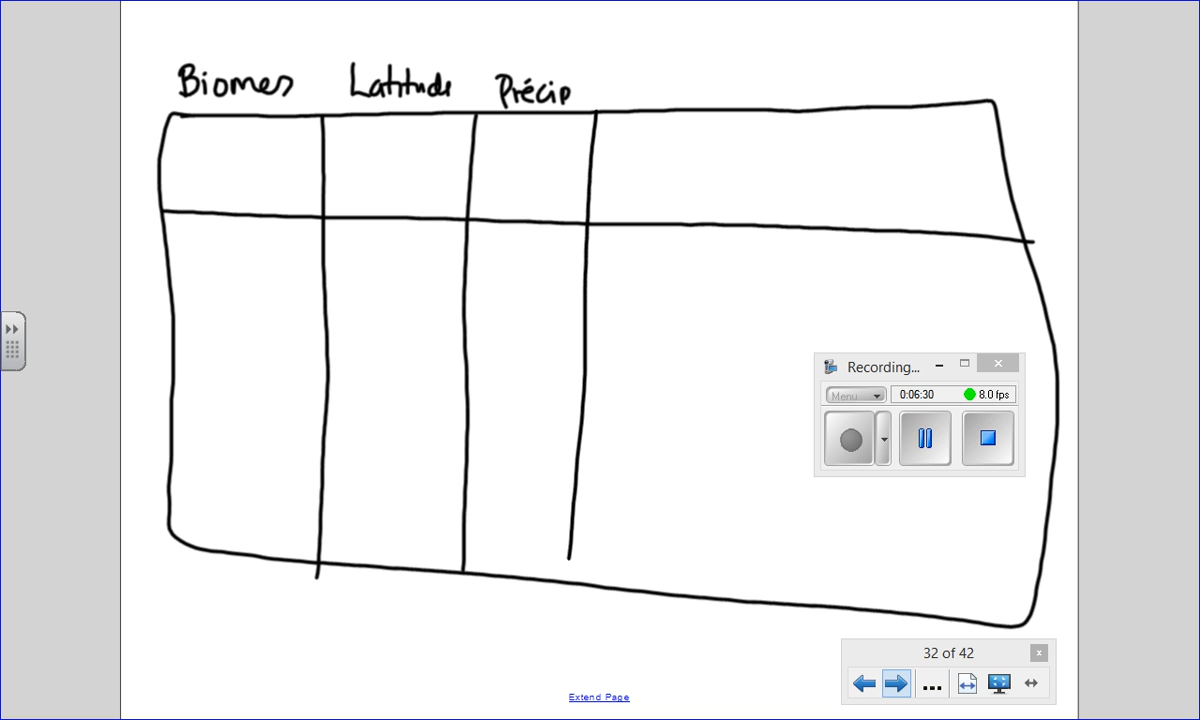 Biomes Latitude Précip
Recording...
Menu 0:06:30 8.0 fps
32 of 42
Extend Page